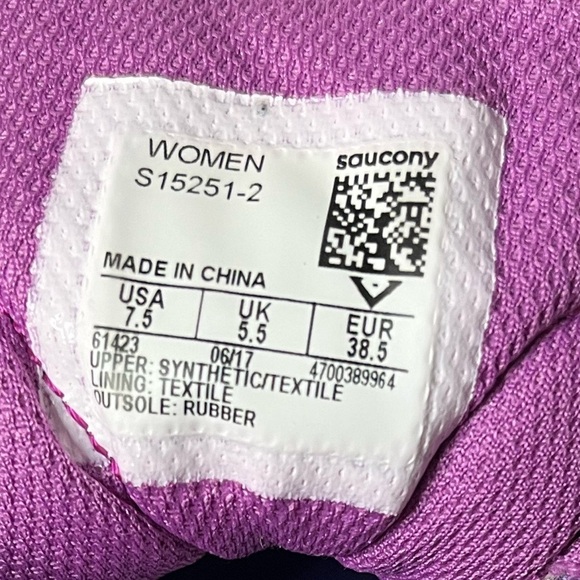 WOMEN
S15251-2
saucony
MADE IN CHINA
USA UK EUR
7.5 5.5 38.5
61423 06/17 4700389964
UPPER: SYNTHETIC/TEXTILE
LINING: TEXTILE
OUTSOLE: RUBBER